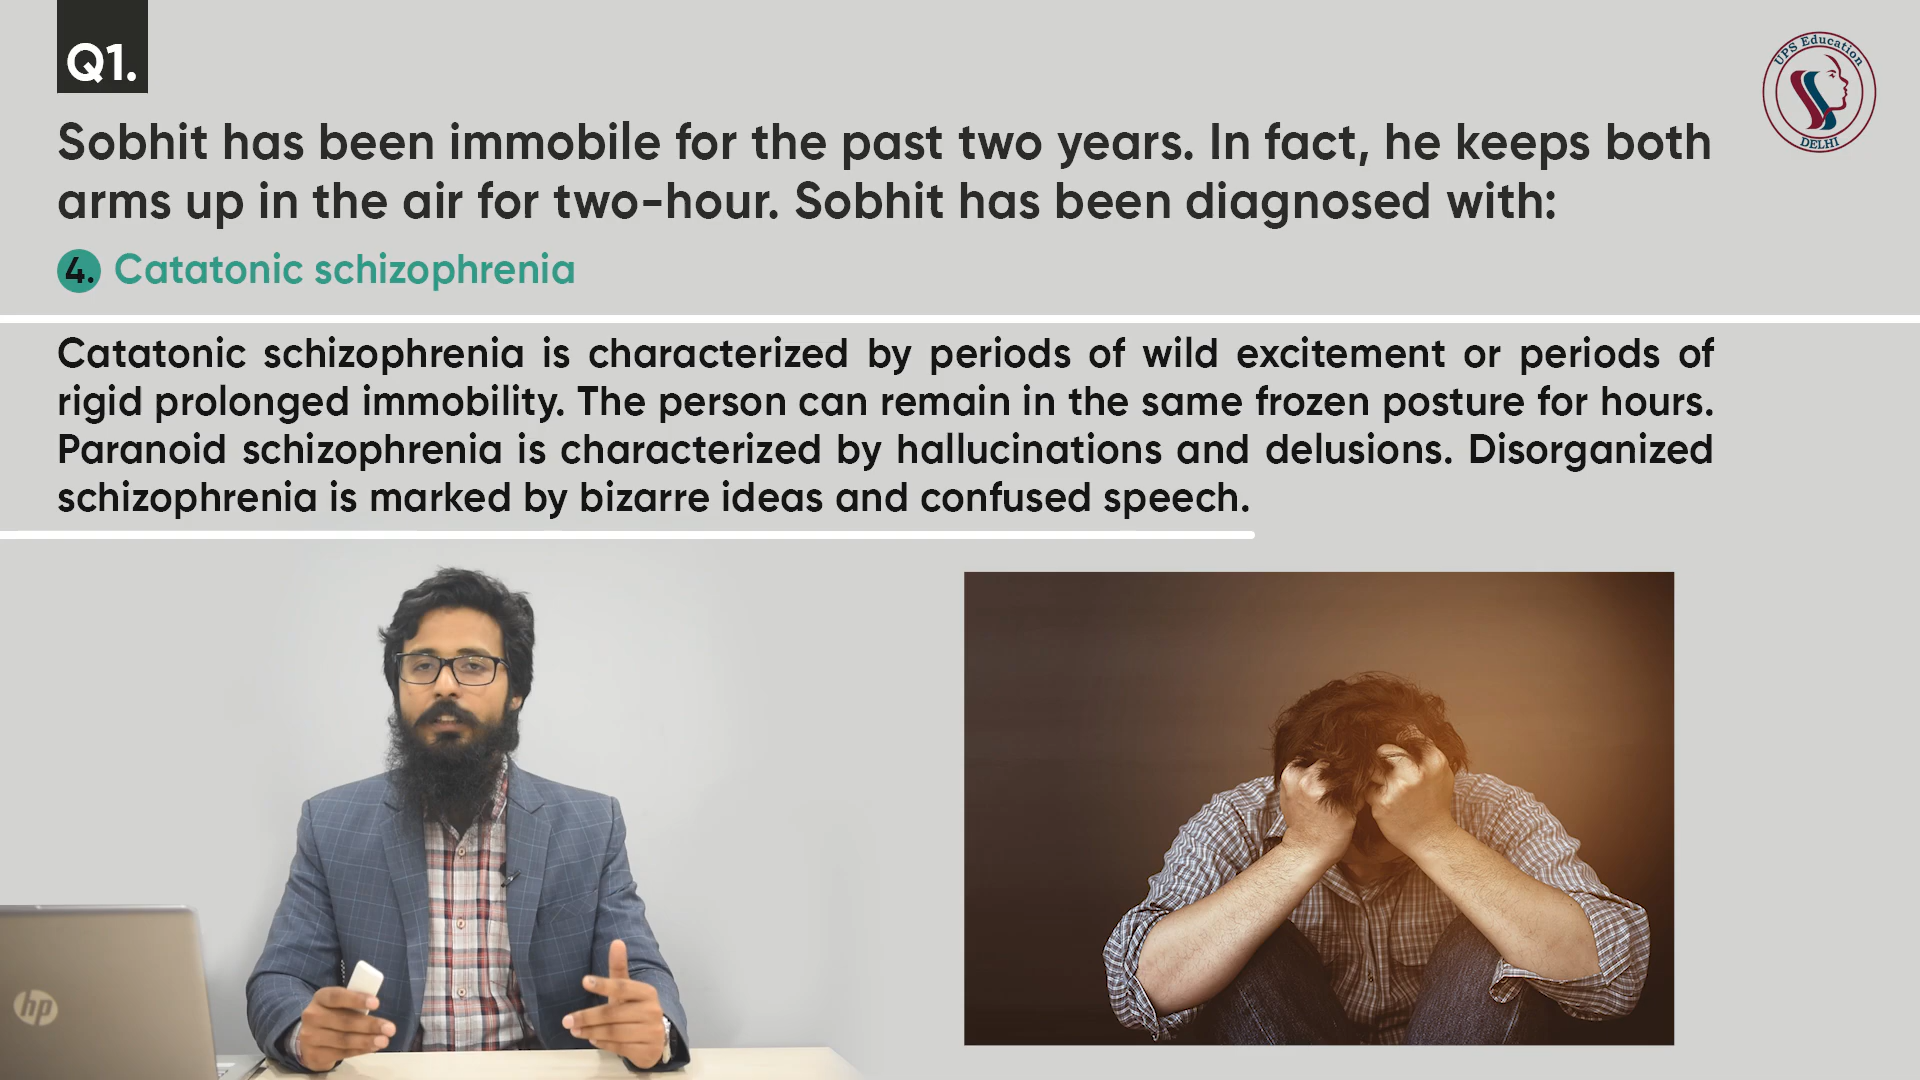 Q1.
UPS Education
DELHI
Sobhit has been immobile for the past two years. In fact, he keeps both
arms up in the air for two-hour. Sobhit has been diagnosed with:
4. Catatonic schizophrenia
Catatonic schizophrenia is characterized by periods of wild excitement or periods of
rigid prolonged immobility. The person can remain in the same frozen posture for hours.
Paranoid schizophrenia is characterized by hallucinations and delusions. Disorganized
schizophrenia is marked by bizarre ideas and confused speech.
hp